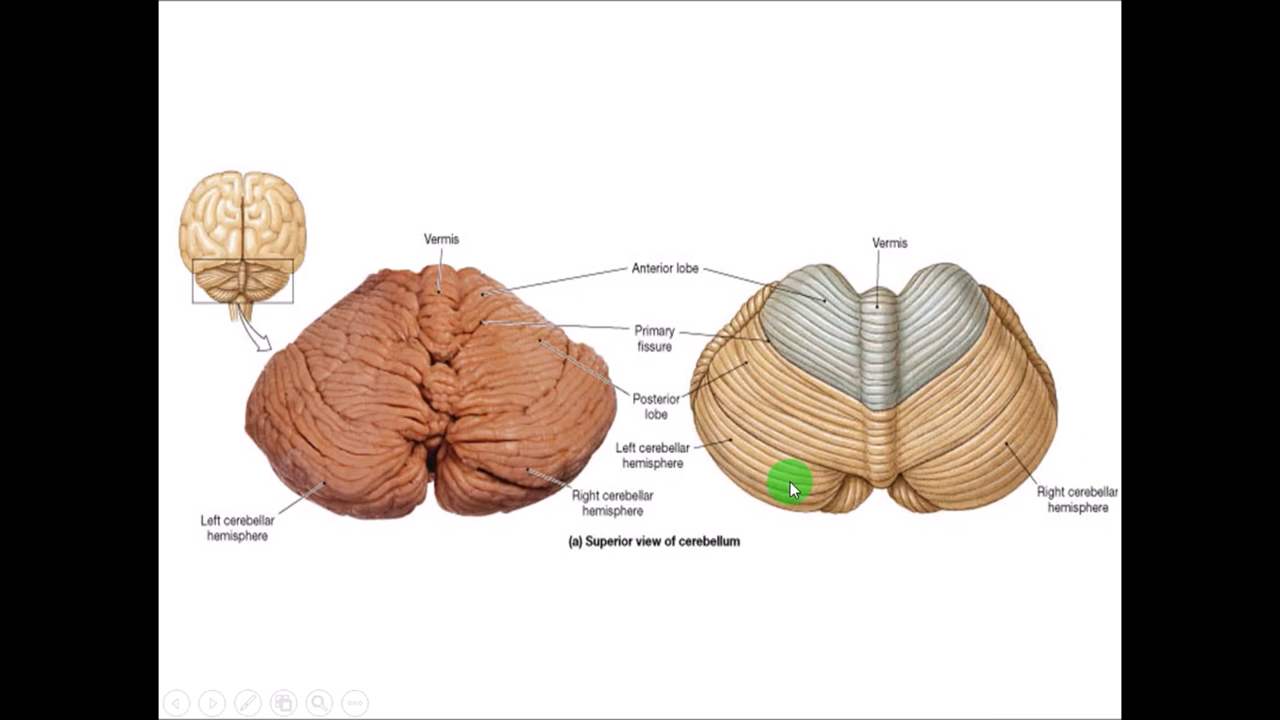 Vermis
Vermis
Anterior lobe
Primary
fissure
Posterior
lobe
Left cerebellar
hemisphere
Right cerebellar
hemisphere
Right cerebellar
hemisphere
Left cerebellar
hemisphere
(a) Superior view of cerebellum